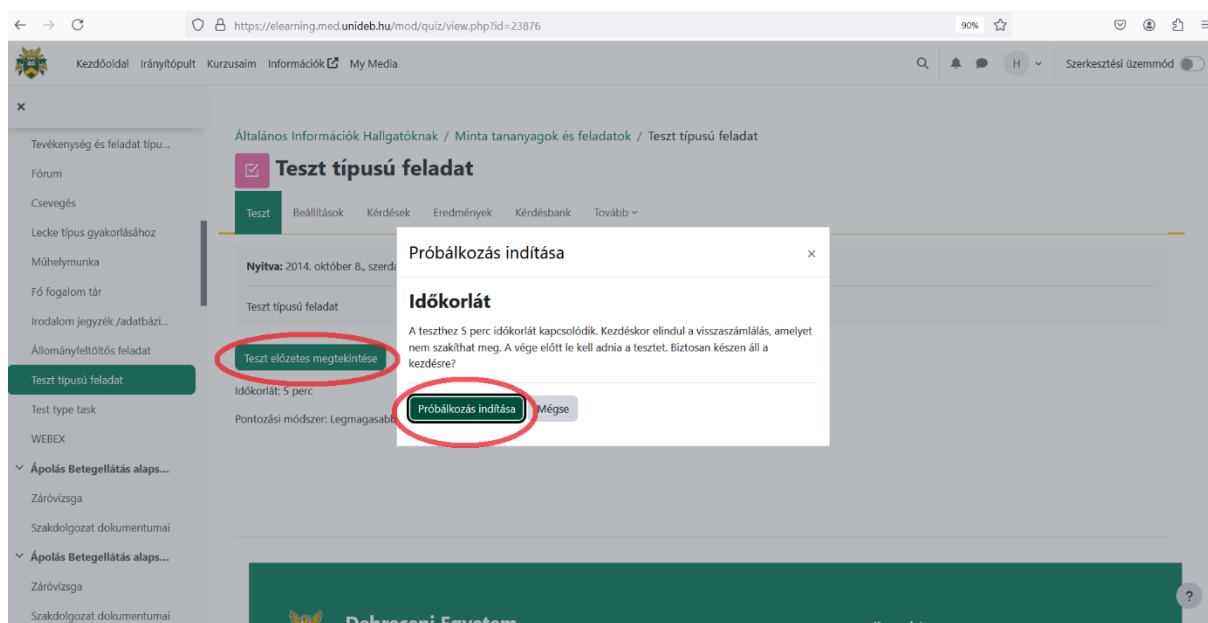 https://elearning.med.unideb.hu/mod/quiz/view.php?id=23876
90%
Kezdőoldal Irányítópult Kurzusaim Információk My Media
H
Szerkesztési üzemmód
Tevékenység és feladat típu...
Fórum
Csevegés
Lecke típus gyakorlásához
Műhelymunka
Fő fogalom tár
Irodalom jegyzék /adatbázi...
Állományfeltöltős feladat
Teszt típusú feladat
Test type task
WEBEX
Ápolás Betegellátás alaps...
Záróvizsga
Szakdolgozat dokumentumai
Ápolás Betegellátás alaps...
Záróvizsga
Szakdolgozat dokumentumai
Általános Információk Hallgatóknak / Minta tananyagok és feladatok / Teszt típusú feladat
Teszt típusú feladat
Teszt Beállítások Kérdések Eredmények Kérdésbank Tovább
Nyitva: 2014. október 8., szerda
Teszt típusú feladat
Teszt előzetes megtekintése
Időkorlát: 5 perc
Pontozási módszer: Legmagasabb
Próbálkozás indítása
×
Időkorlát
A teszthez 5 perc időkorlát kapcsolódik. Kezdéskor elindul a visszaszámlálás, amelyet
nem szakíthat meg. A vége előtt le kell adnia a tesztet. Biztosan készen áll a
kezdésre?
Próbálkozás indítása Mégse
Debreceni Egyetem
?